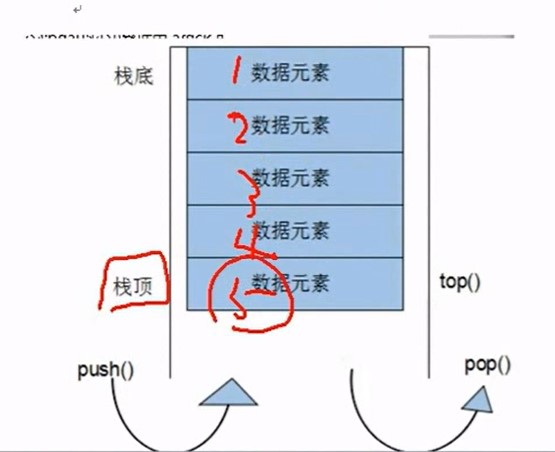 栈底 1 数据元素
2 数据元素
3 数据元素
4 数据元素
栈顶 5 数据元素 top()
push() pop()